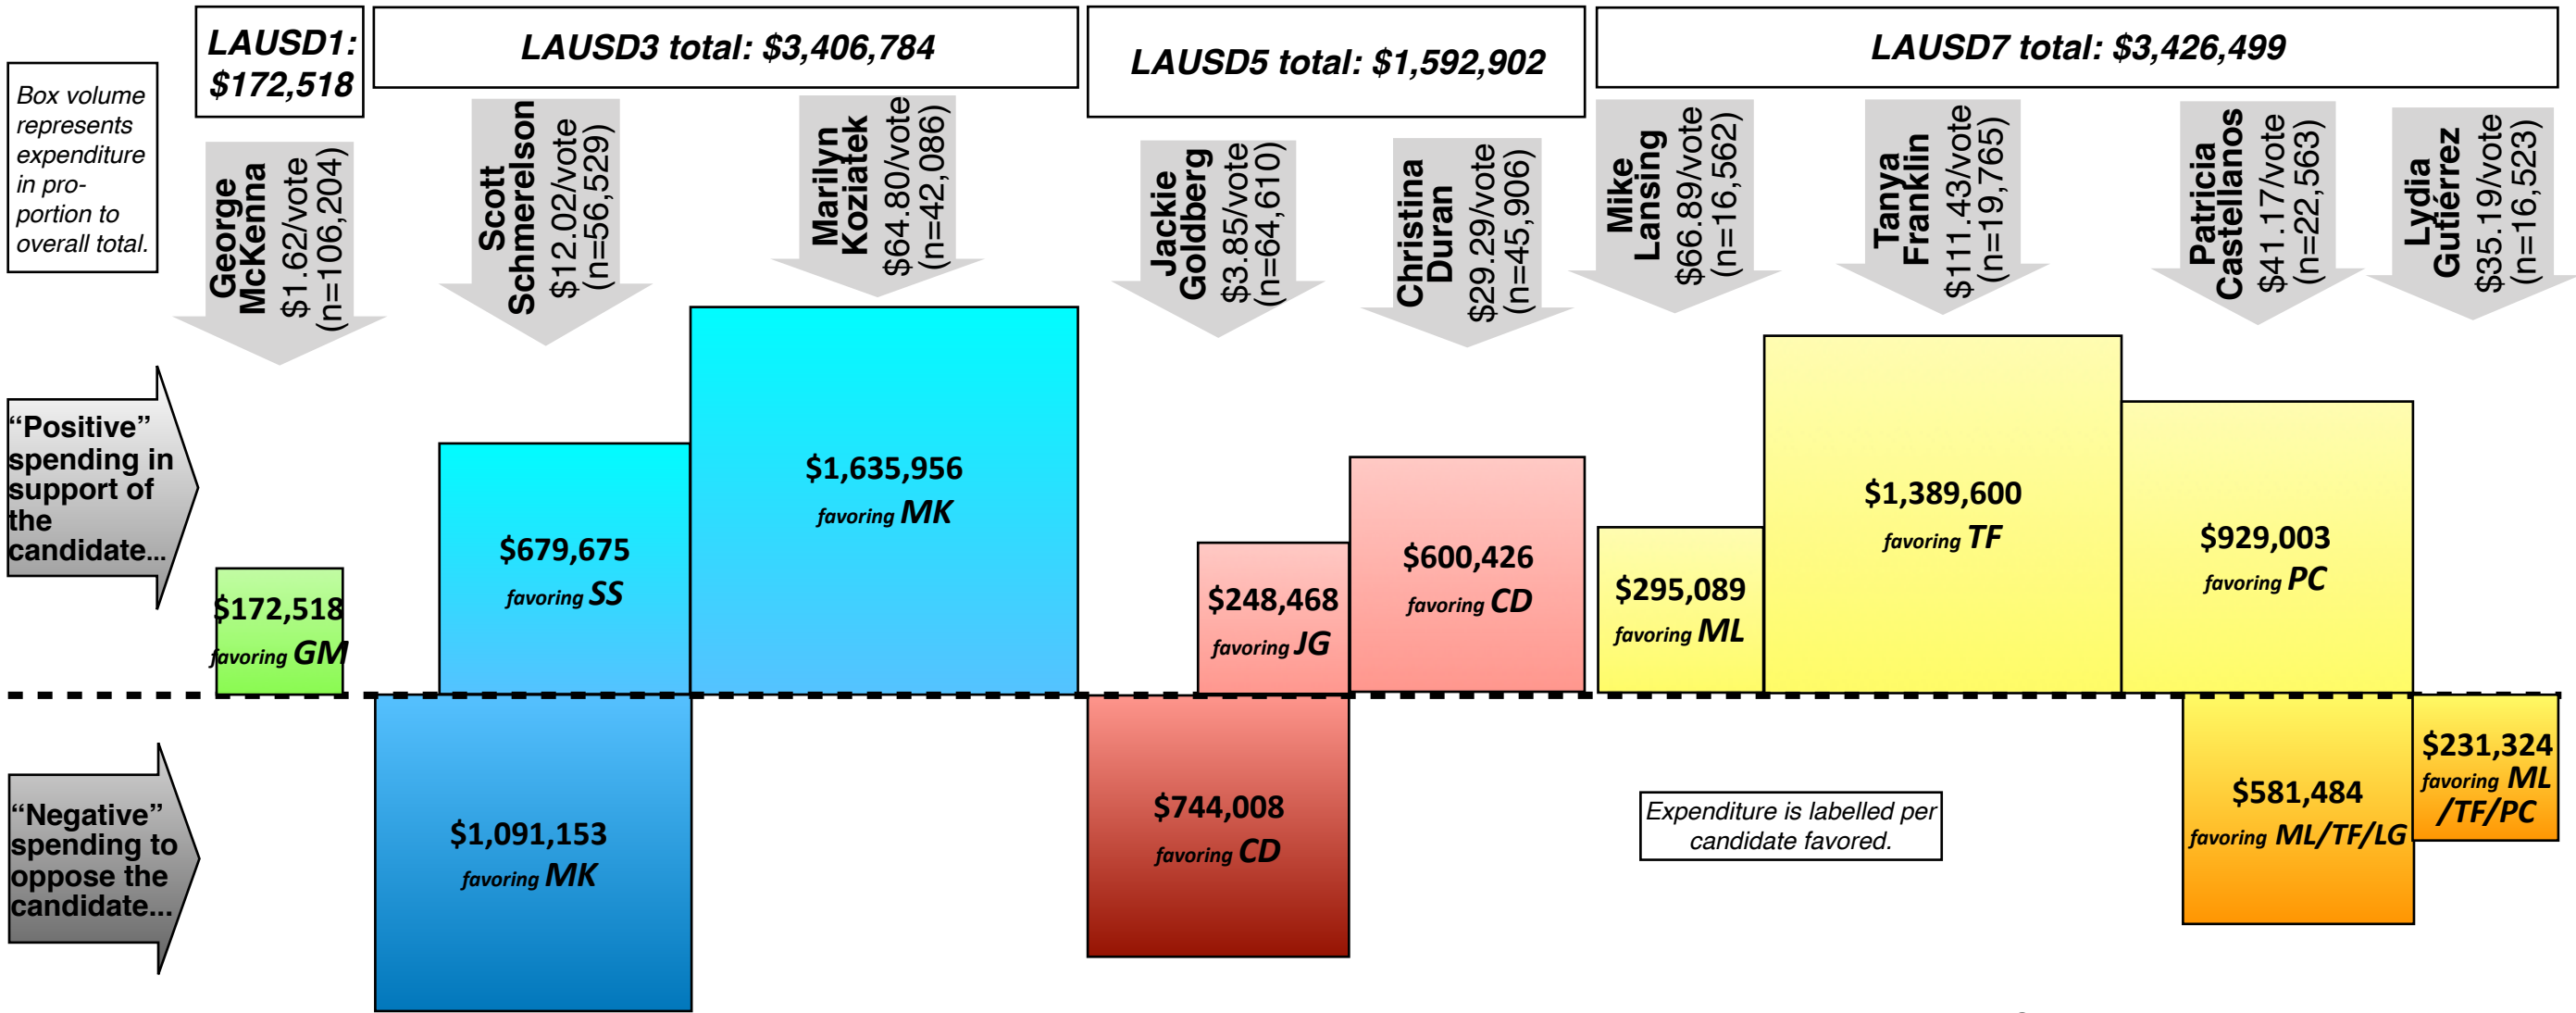 LAUSD1:
$172,518
LAUSD3 total: $3,406,784
LAUSD5 total: $1,592,902
LAUSD7 total: $3,426,499
Box volume
represents
expenditure
in pro-
portion to
overall total.
George
McKenna
$1.62/vote
(n=106,204)
Scott
Schmerelson
$12.02/vote
(n=56,529)
Marilyn
Koziatek
$64.80/vote
(n=42,086)
Jackie
Goldberg
$3.85/vote
(n=64,610)
Christina
Duran
$29.29/vote
(n=45,906)
Mike
Lansing
$66.89/vote
(n=16,562)
Tanya
Franklin
$111.43/vote
(n=19,765)
Patricia
Castellanos
$41.17/vote
(n=22,563)
Lydia
Gutiérrez
$35.19/vote
(n=16,523)
“Positive”
spending in
support of
the
candidate...
$172,518
favoring GM
$679,675
favoring SS
$1,635,956
favoring MK
$248,468
favoring JG
$600,426
favoring CD
$295,089
favoring ML
$1,389,600
favoring TF
$929,003
favoring PC
“Negative”
spending to
oppose the
candidate...
$1,091,153
favoring MK
$744,008
favoring CD
Expenditure is labelled per
candidate favored.
$581,484
favoring ML/TF/LG
$231,324
favoring ML
/TF/PC